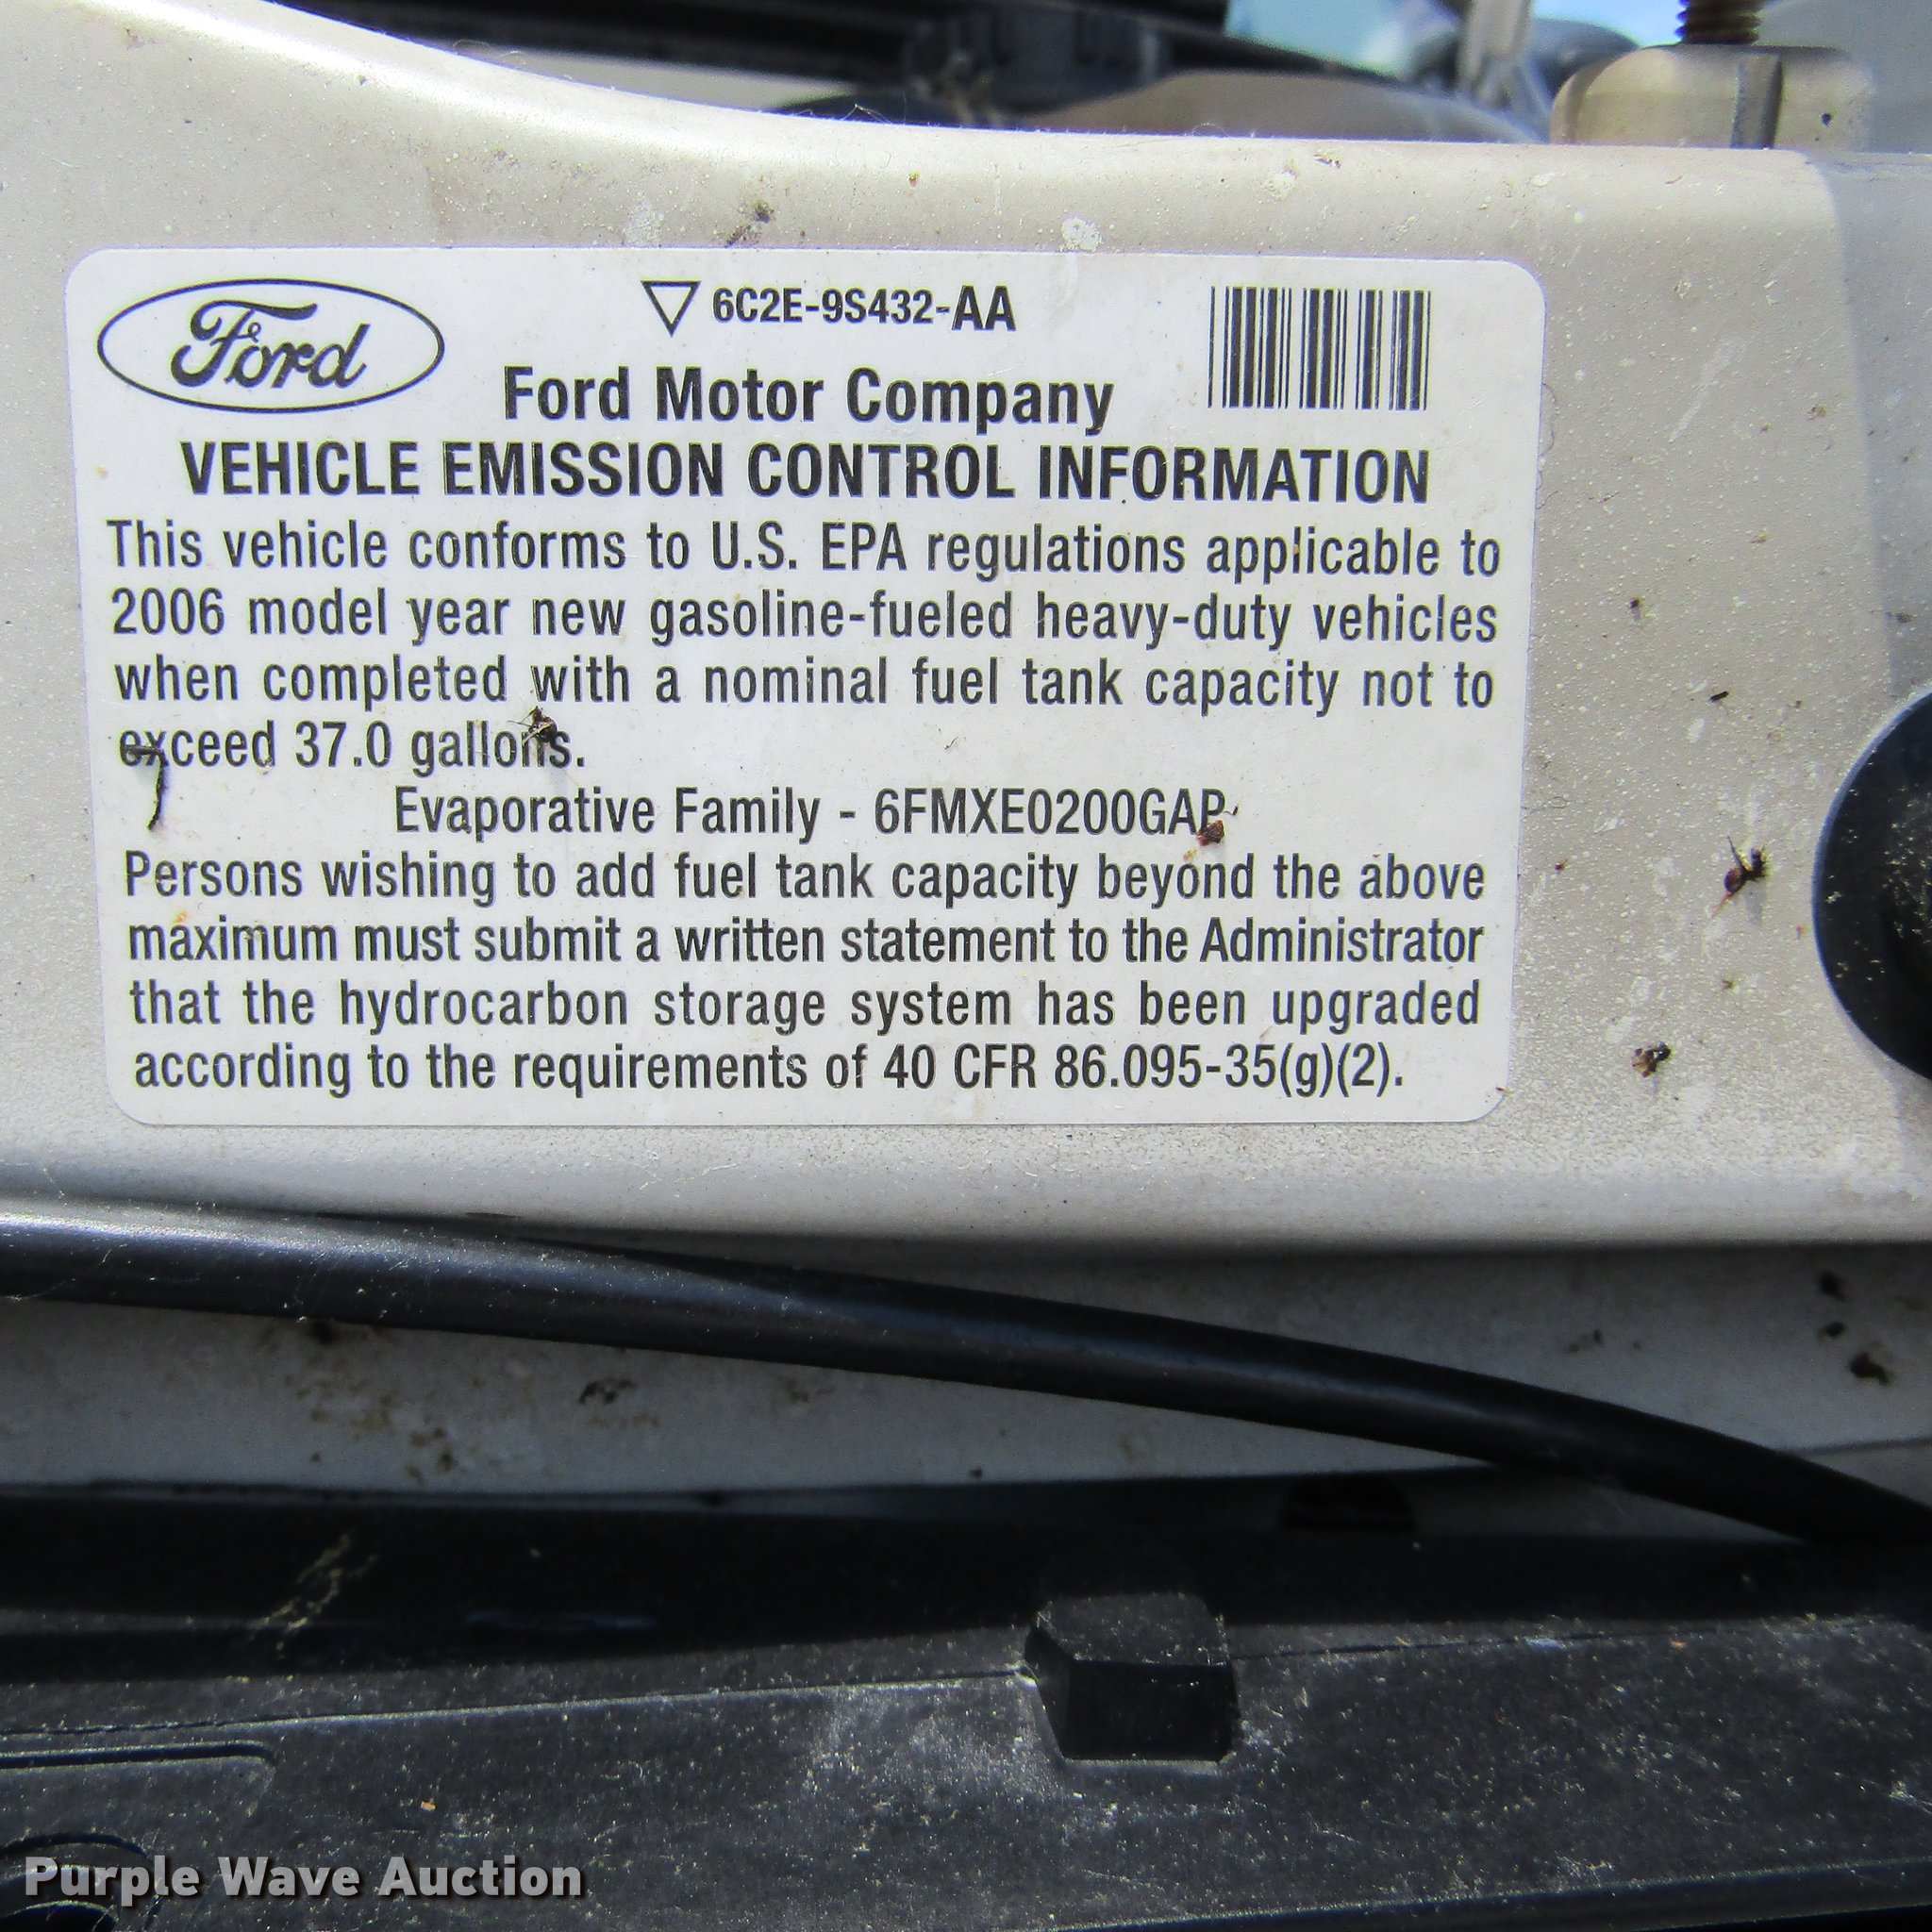 Ford
6C2E-9S432-AA
Ford Motor Company
VEHICLE EMISSION CONTROL INFORMATION
This vehicle conforms to U.S. EPA regulations applicable to
2006 model year new gasoline-fueled heavy-duty vehicles
when completed with a nominal fuel tank capacity not to
exceed 37.0 gallons.
Evaporative Family - 6FMXE0200GAP
Persons wishing to add fuel tank capacity beyond the above
maximum must submit a written statement to the Administrator
that the hydrocarbon storage system has been upgraded
according to the requirements of 40 CFR 86.095-35(g)(2).
Purple Wave Auction